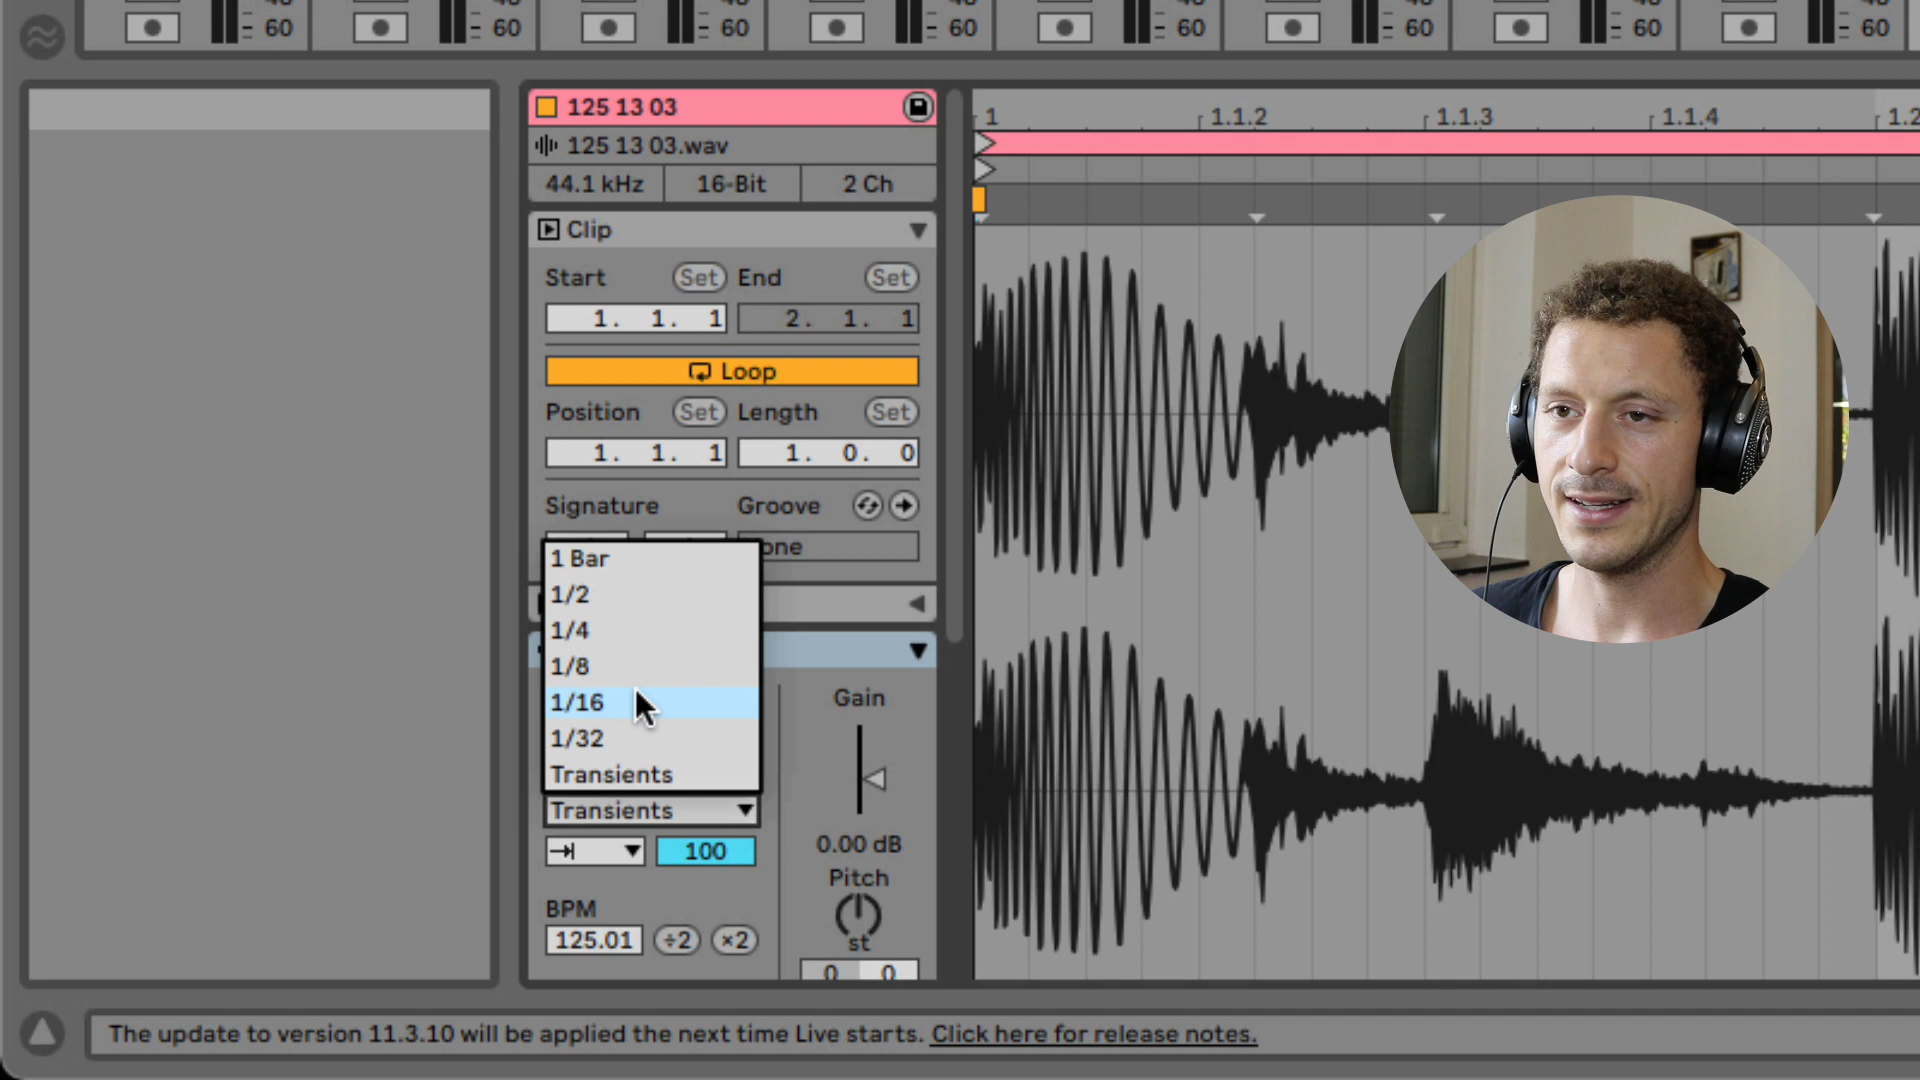 60 60 60 60 60 60 60 60
125 13 03
125 13 03.wav
44.1 kHz 16-Bit 2 Ch
Clip
Start Set End Set
1. 1. 1 2. 1. 1
Loop
Position Set Length Set
1. 1. 1 1. 0. 0
Signature Groove
1 Bar
1/2
1/4
1/8
1/16
1/32
Transients
Transients
100
BPM
125.01 ÷2 ×2
Gain
0.00 dB
Pitch
st
0 0
1 1.1.2 1.1.3 1.1.4
The update to version 11.3.10 will be applied the next time Live starts. Click here for release notes.